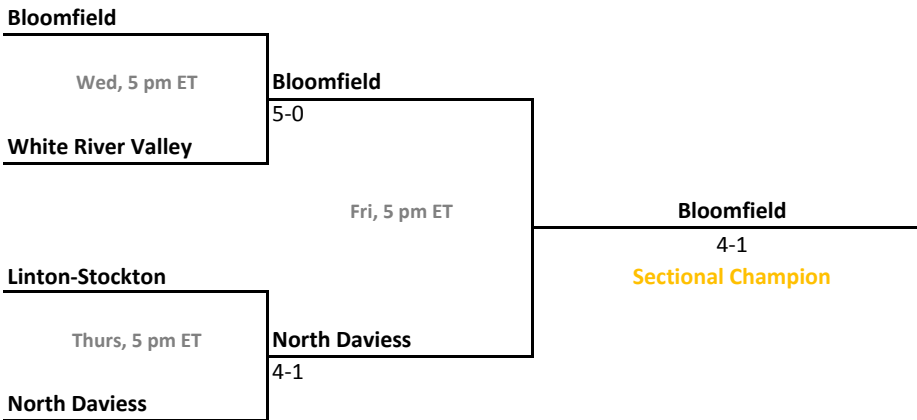 Bloomfield
Wed, 5 pm ET
Bloomfield
5-0
White River Valley
Fri, 5 pm ET
Bloomfield
4-1
Sectional Champion
Linton-Stockton
Thurs, 5 pm ET
North Daviess
4-1
North Daviess